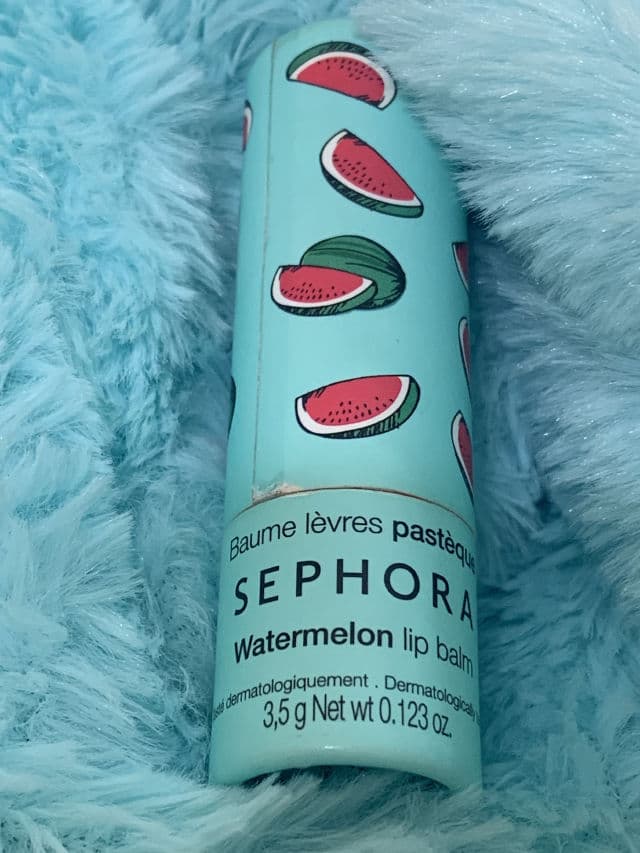 Baume lèvres pastèque
SEPHORA
Watermelon lip balm
dermatologiquement . Dermatologically
3,5 g Net wt 0.123 oz.